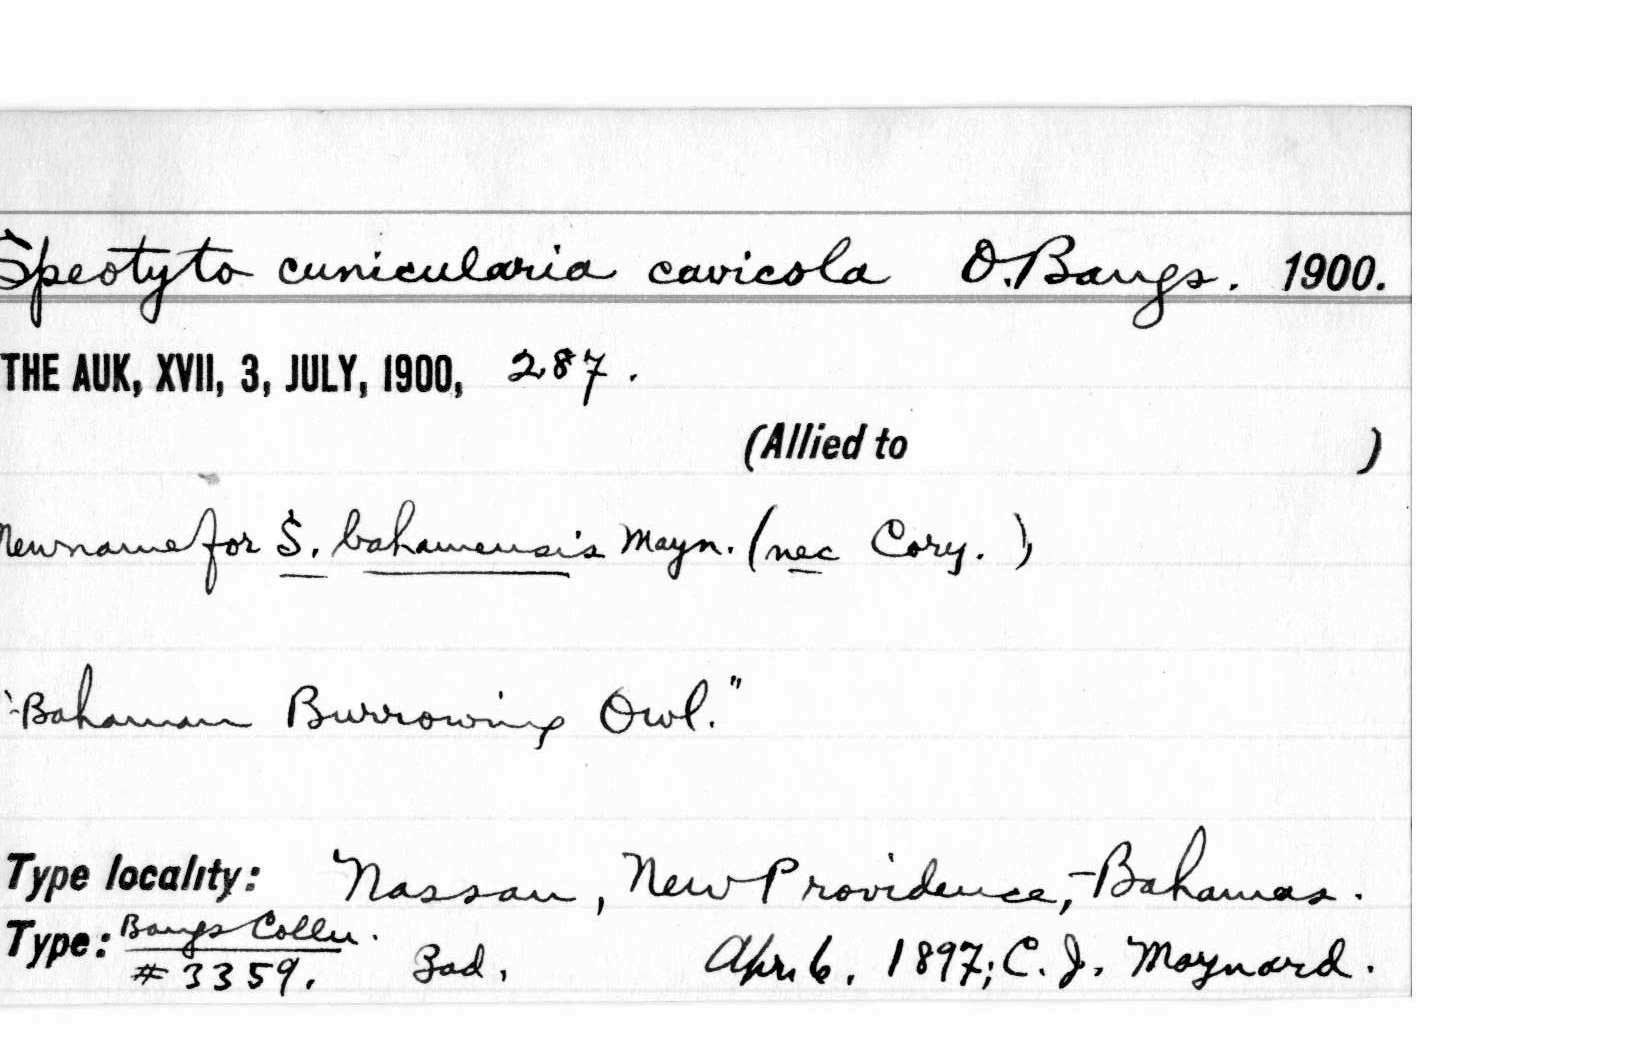 Speotyto cunicularia cavicola O. Bangs. 1900.
THE AUK, XVII, 3, JULY, 1900, 287.
(Allied to )
New name for S. bahamensis Mayn. (nec Cory.)
"Bahaman Burrowing Owl."
Type locality: Nassau, New Providence, Bahamas.
Type: Bangs Colln.
#3359. ad. Apr. 6, 1897; C. J. Maynard.